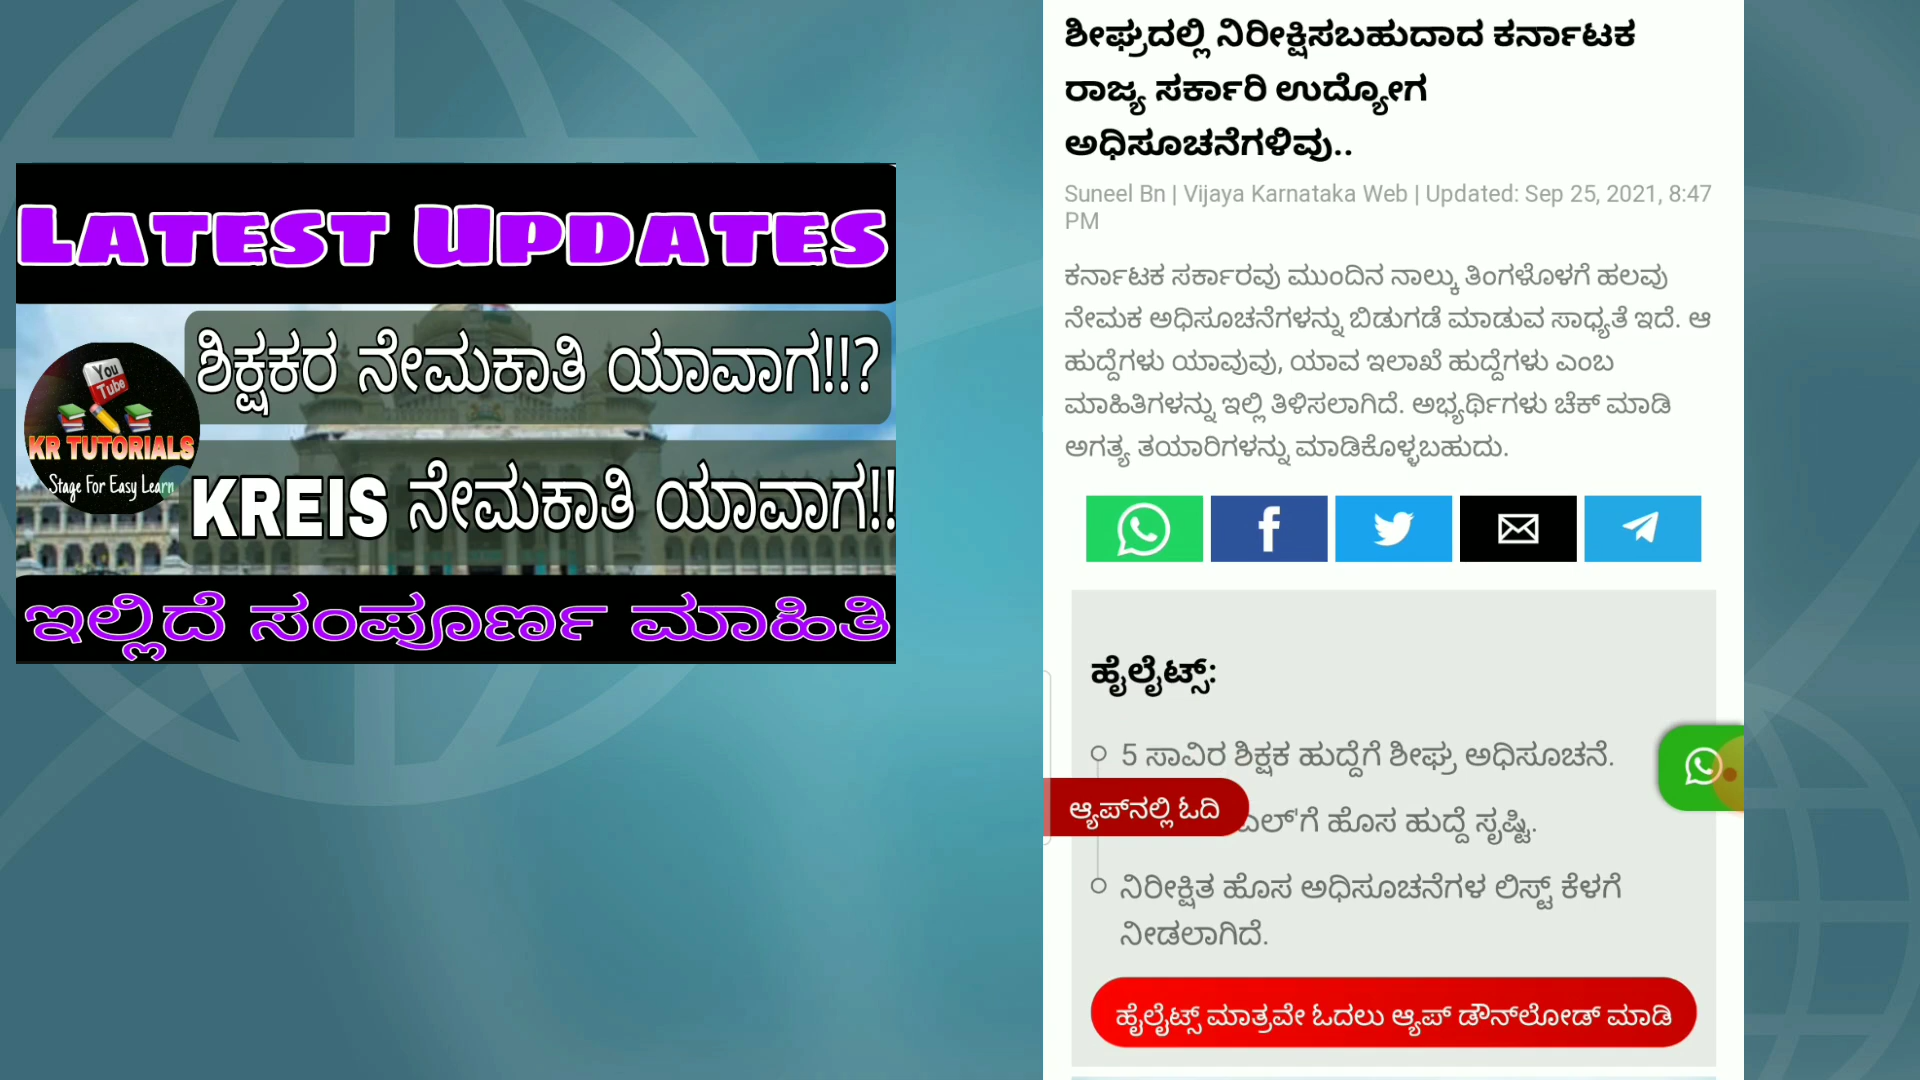 LATEST UPDATES
ಶಿಕ್ಷಕರ ನೇಮಕಾತಿ ಯಾವಾಗ!!?
You
Tube
KR TUTORIALS
Stage For Easy Learn
KREIS ನೇಮಕಾತಿ ಯಾವಾಗ!!
ಇಲ್ಲಿದೆ ಸಂಪೂರ್ಣ ಮಾಹಿತಿ
ಶೀಘ್ರದಲ್ಲಿ ನಿರೀಕ್ಷಿಸಬಹುದಾದ ಕರ್ನಾಟಕ
ರಾಜ್ಯ ಸರ್ಕಾರಿ ಉದ್ಯೋಗ
ಅಧಿಸೂಚನೆಗಳಿವು..
Suneel Bn | Vijaya Karnataka Web | Updated: Sep 25, 2021, 8:47
PM
ಕರ್ನಾಟಕ ಸರ್ಕಾರವು ಮುಂದಿನ ನಾಲ್ಕು ತಿಂಗಳೊಳಗೆ ಹಲವು
ನೇಮಕ ಅಧಿಸೂಚನೆಗಳನ್ನು ಬಿಡುಗಡೆ ಮಾಡುವ ಸಾಧ್ಯತೆ ಇದೆ. ಆ
ಹುದ್ದೆಗಳು ಯಾವುವು, ಯಾವ ಇಲಾಖೆ ಹುದ್ದೆಗಳು ಎಂಬ
ಮಾಹಿತಿಗಳನ್ನು ಇಲ್ಲಿ ತಿಳಿಸಲಾಗಿದೆ. ಅಭ್ಯರ್ಥಿಗಳು ಚೆಕ್ ಮಾಡಿ
ಅಗತ್ಯ ತಯಾರಿಗಳನ್ನು ಮಾಡಿಕೊಳ್ಳಬಹುದು.
ಹೈಲೈಟ್ಸ್:
5 ಸಾವಿರ ಶಿಕ್ಷಕ ಹುದ್ದೆಗೆ ಶೀಘ್ರ ಅಧಿಸೂಚನೆ.
ಆ್ಯಪ್‌ನಲ್ಲಿ ಓದಿ
ಎಲ್'ಗೆ ಹೊಸ ಹುದ್ದೆ ಸೃಷ್ಟಿ.
ನಿರೀಕ್ಷಿತ ಹೊಸ ಅಧಿಸೂಚನೆಗಳ ಲಿಸ್ಟ್ ಕೆಳಗೆ
ನೀಡಲಾಗಿದೆ.
ಹೈಲೈಟ್ಸ್ ಮಾತ್ರವೇ ಓದಲು ಆ್ಯಪ್ ಡೌನ್‌ಲೋಡ್ ಮಾಡಿ